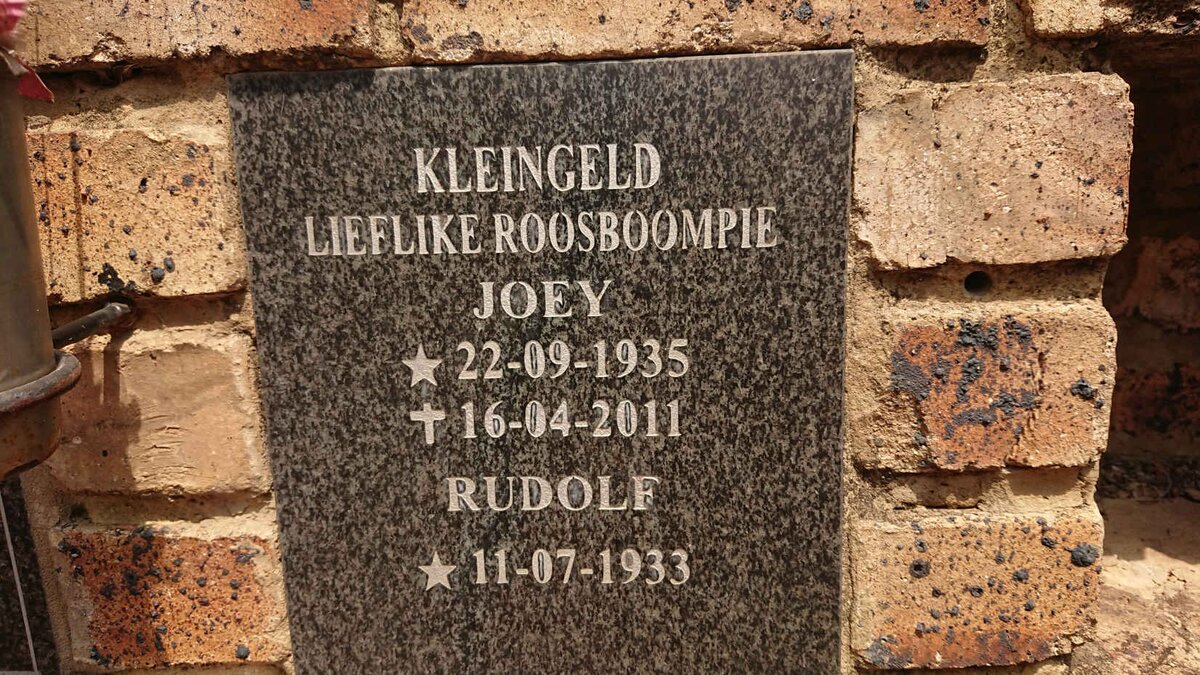 KLEINGELD
LIEFLIKE ROOSBOOMPIE
JOEY
★ 22-09-1935
✝ 16-04-2011
RUDOLF
★ 11-07-1933